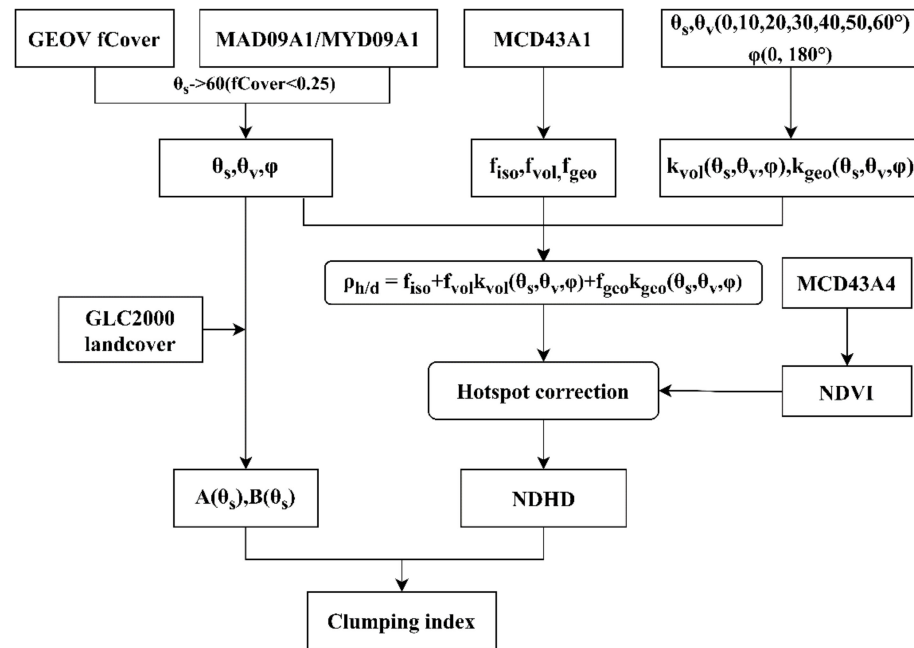 GEOV fCover
MAD09A1/MYD09A1
MCD43A1
θs,θv(0,10,20,30,40,50,60°)
φ(0, 180°)
θs->60(fCover<0.25)
θs,θv,φ
fiso,fvol,fgeo
kvol(θs,θv,φ),kgeo(θs,θv,φ)
ρh/d = fiso+fvolkvol(θs,θv,φ)+fgcokgco(θs,θv,φ)
MCD43A4
GLC2000
landcover
Hotspot correction
NDVI
A(θs),B(θs)
NDHD
Clumping index